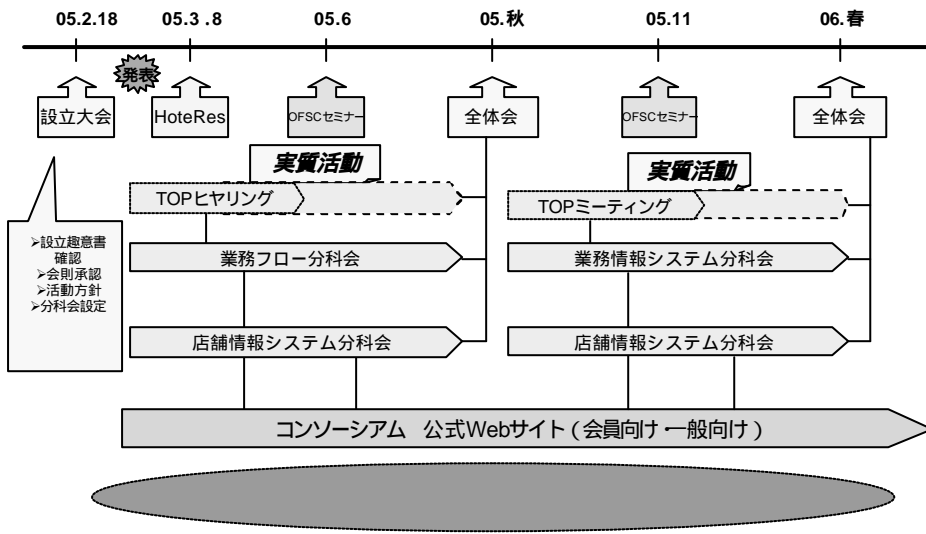 05.2.18
05.3 .8
05.6
05.秋
05.11
06.春
発表
設立大会
HoteRes
OFSCセミナー
全体会
OFSCセミナー
全体会
実質活動
実質活動
TOPヒヤリング
TOPミーティング
➢設立趣意書
確認
➢会則承認
➢活動方針
➢分科会設定
業務フロー分科会
業務情報システム分科会
店舗情報システム分科会
店舗情報システム分科会
コンソーシアム 公式Webサイト(会員向け・一般向け)